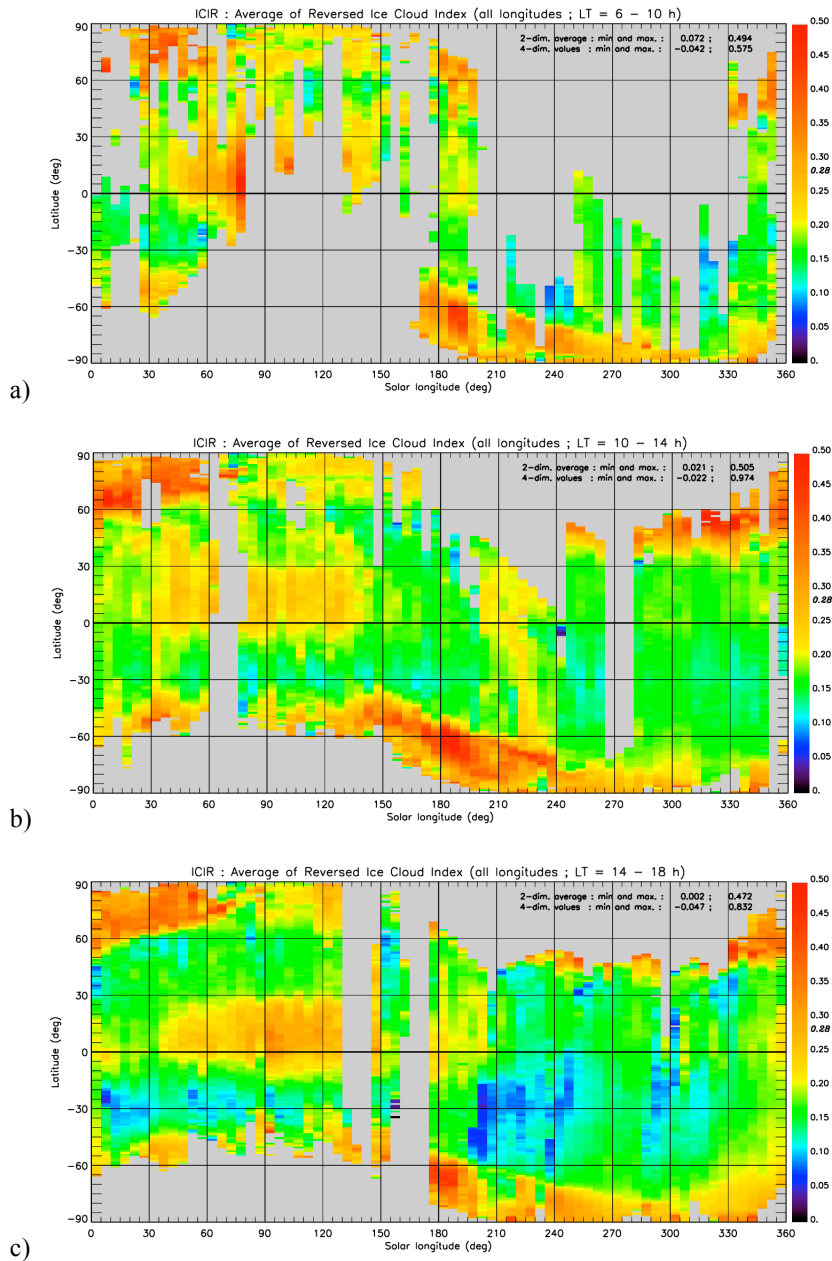 ICIR : Average of Reversed Ice Cloud Index (all longitudes ; LT = 6 – 10 h)
2-dim. average : min and max. : 0.072 ; 0.494
4-dim. values : min and max. : -0.042 ; 0.575
90
60
30
0
-30
-60
-90
Latitude (deg)
0 30 60 90 120 150 180 210 240 270 300 330 360
Solar longitude (deg)
0.50
0.45
0.40
0.35
0.30
0.28
0.25
0.20
0.15
0.10
0.05
0.
a)
ICIR : Average of Reversed Ice Cloud Index (all longitudes ; LT = 10 – 14 h)
2-dim. average : min and max. : 0.021 ; 0.505
4-dim. values : min and max. : -0.022 ; 0.974
90
60
30
0
-30
-60
-90
Latitude (deg)
0 30 60 90 120 150 180 210 240 270 300 330 360
Solar longitude (deg)
0.50
0.45
0.40
0.35
0.30
0.28
0.25
0.20
0.15
0.10
0.05
0.
b)
ICIR : Average of Reversed Ice Cloud Index (all longitudes ; LT = 14 – 18 h)
2-dim. average : min and max. : 0.002 ; 0.472
4-dim. values : min and max. : -0.047 ; 0.832
90
60
30
0
-30
-60
-90
Latitude (deg)
0 30 60 90 120 150 180 210 240 270 300 330 360
Solar longitude (deg)
0.50
0.45
0.40
0.35
0.30
0.28
0.25
0.20
0.15
0.10
0.05
0.
c)